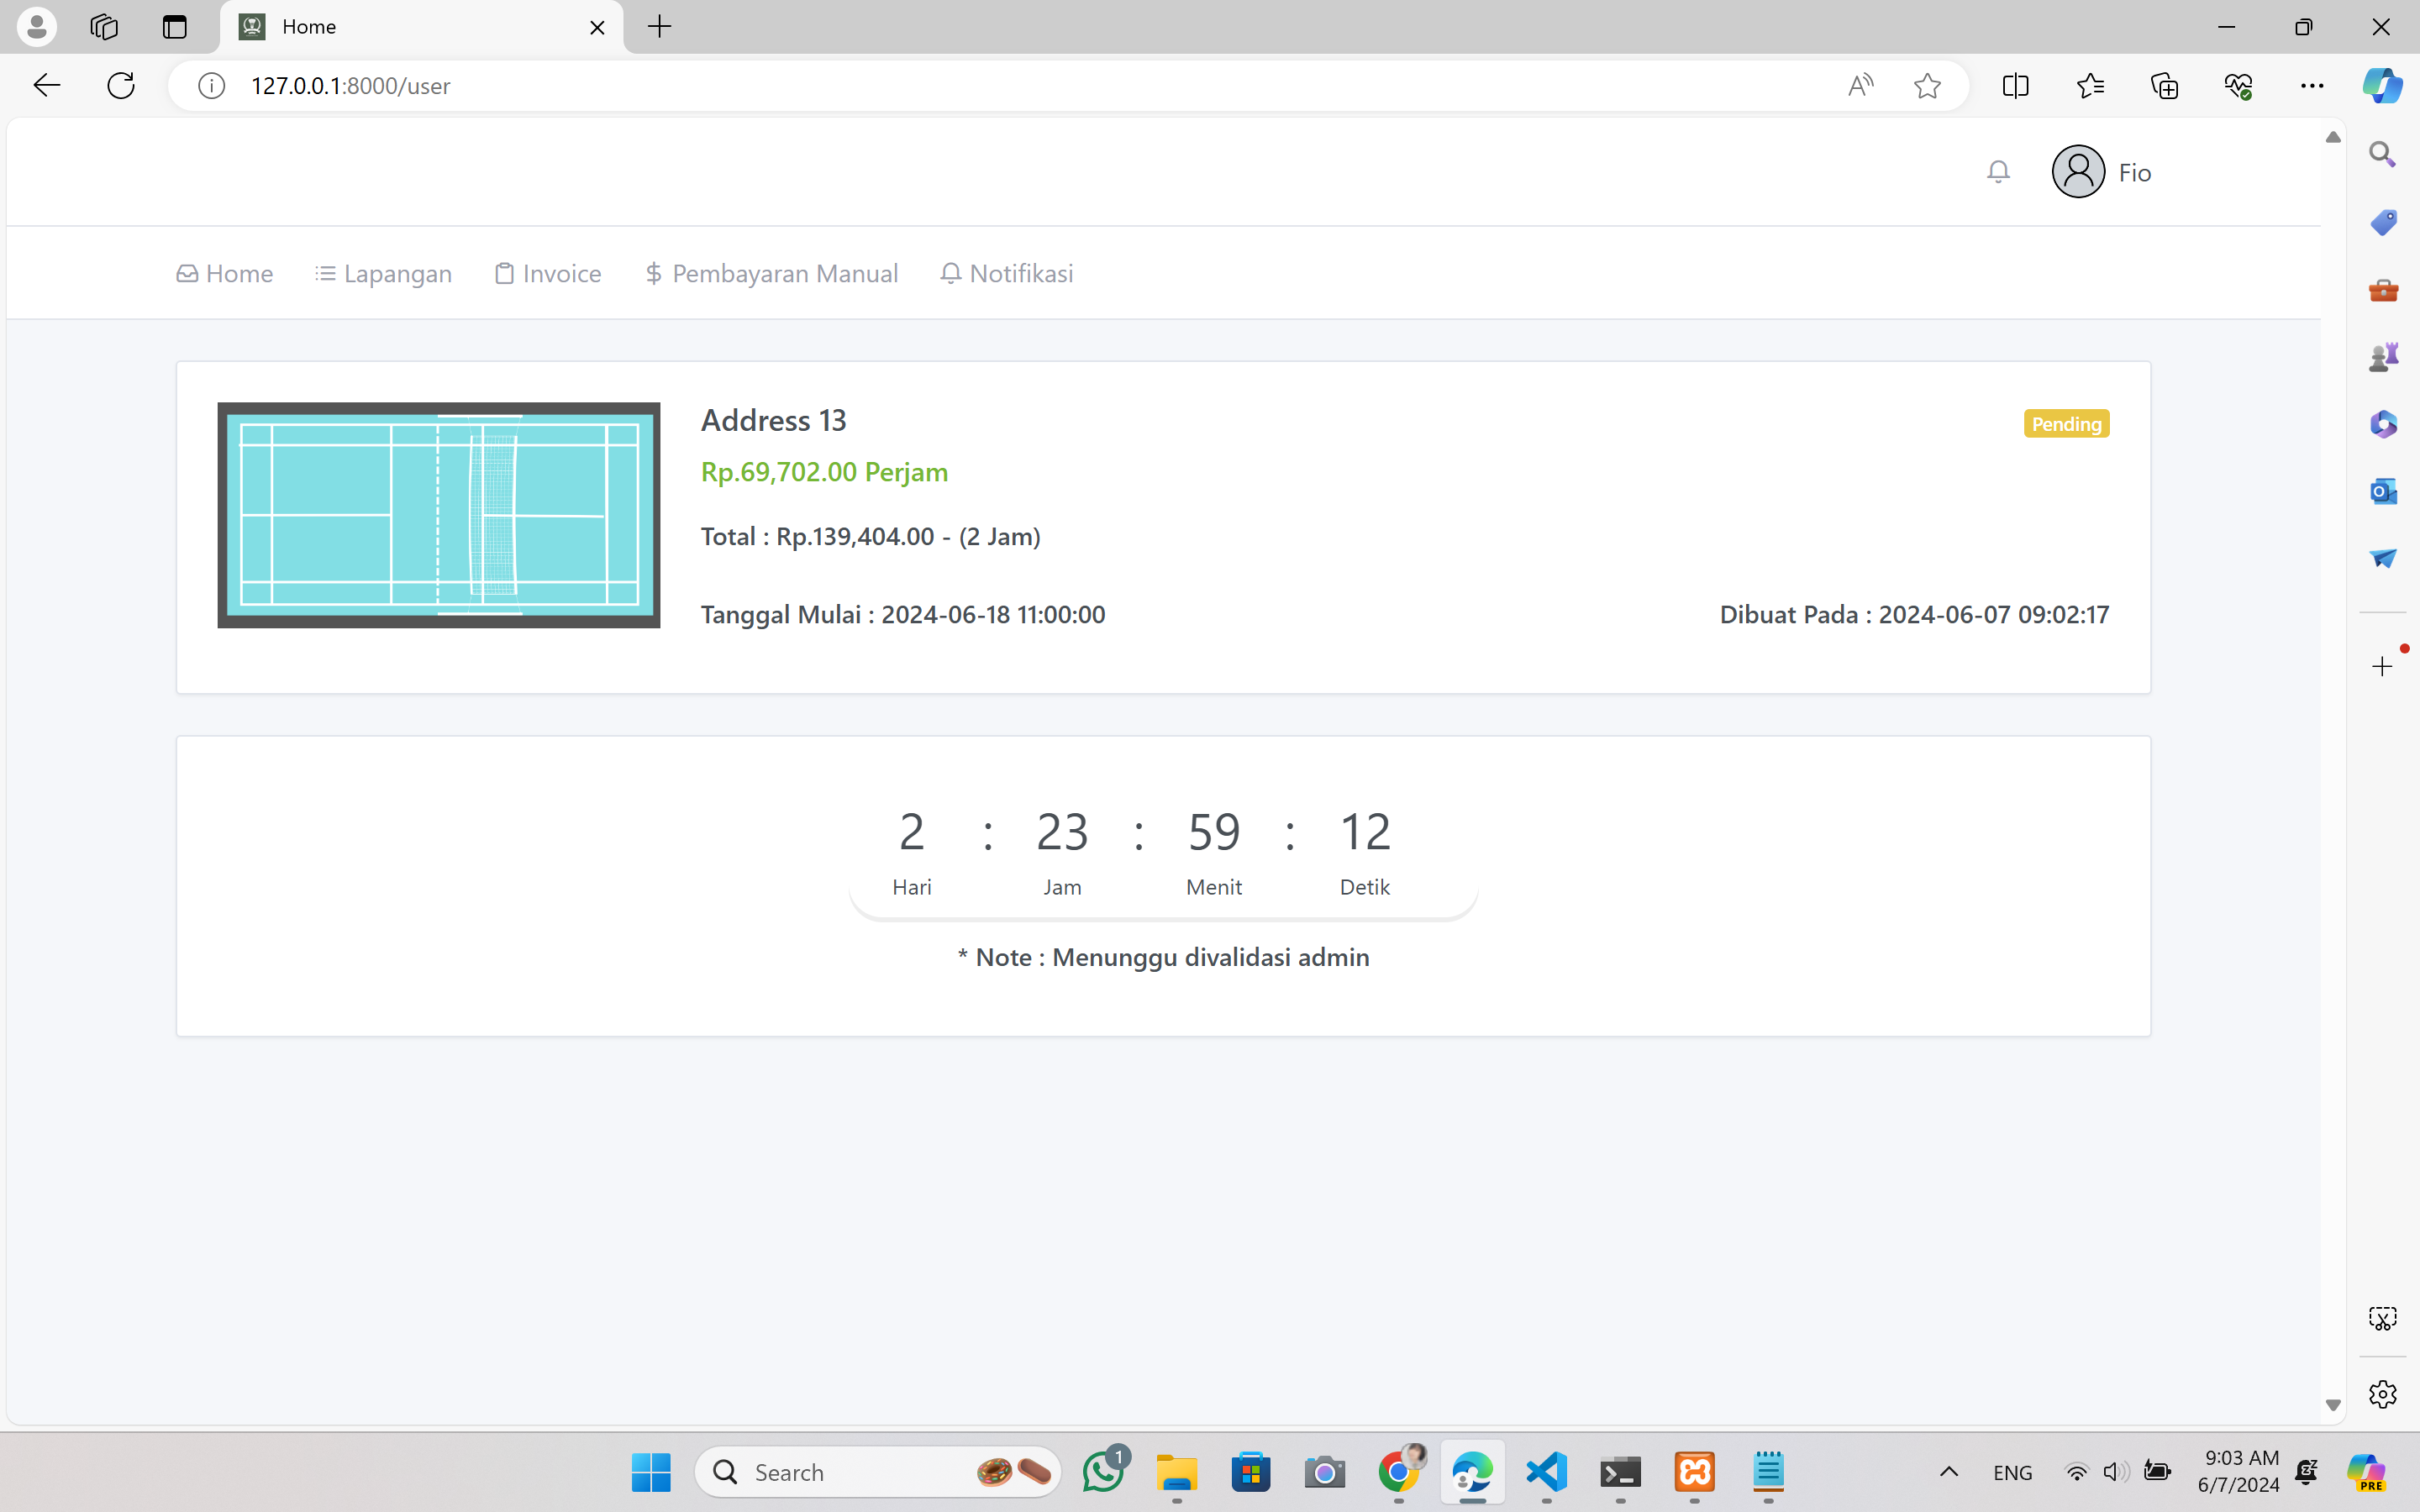 Home
127.0.0.1:8000/user
Fio
Home Lapangan Invoice Pembayaran Manual Notifikasi
Address 13
Pending
Rp.69,702.00 Perjam
Total : Rp.139,404.00 - (2 Jam)
Tanggal Mulai : 2024-06-18 11:00:00
Dibuat Pada : 2024-06-07 09:02:17
2 : 23 : 59 : 12
Hari Jam Menit Detik
* Note : Menunggu divalidasi admin
Search
1
ENG
9:03 AM
6/7/2024
PRE